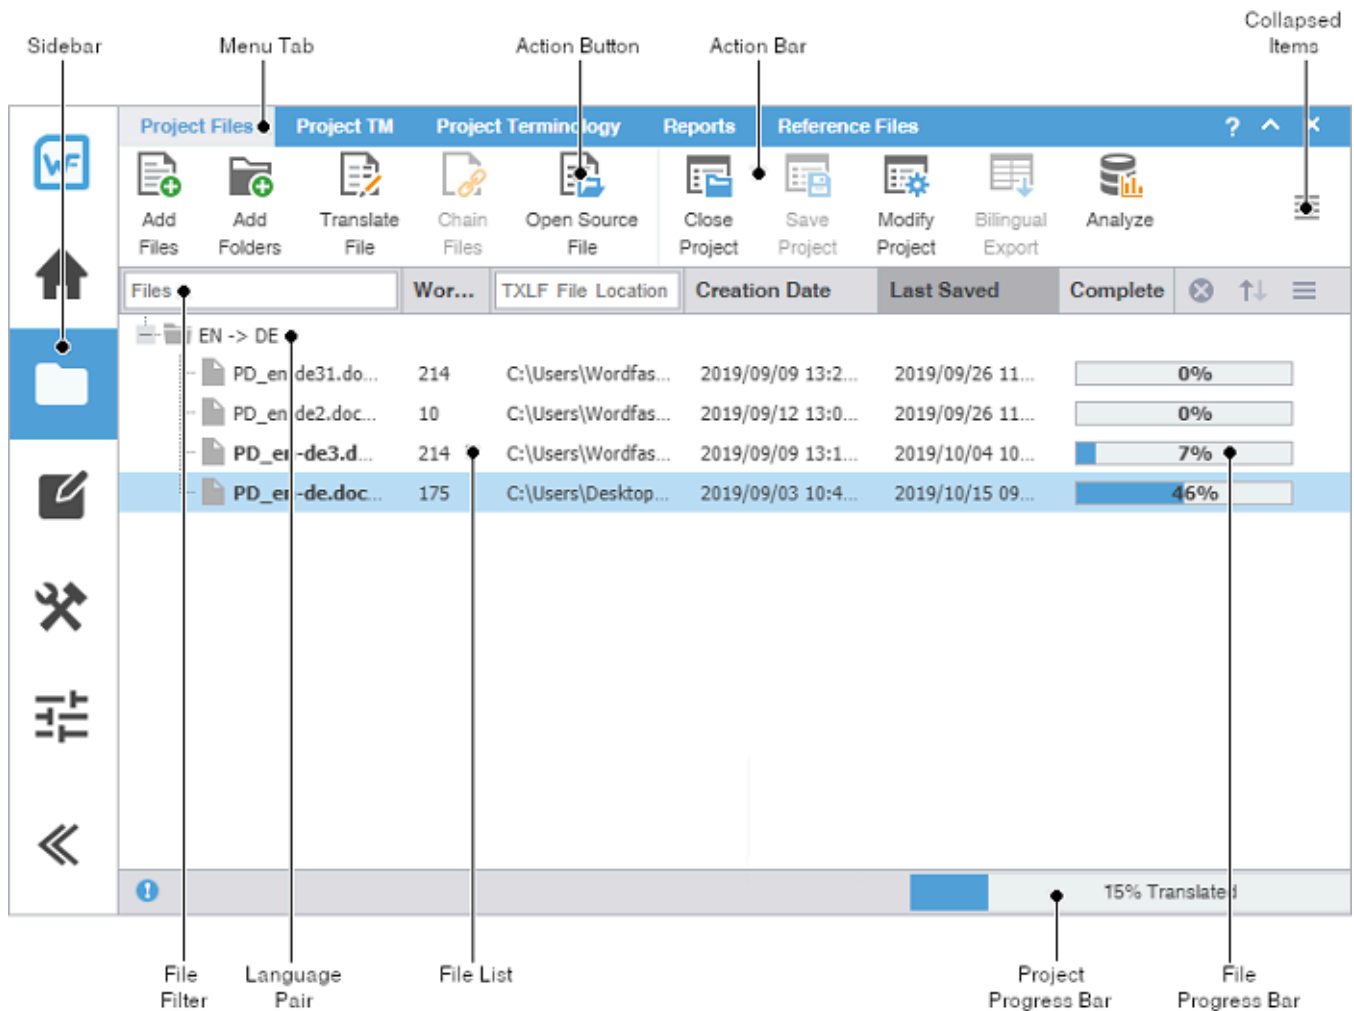 Collapsed
Items
Sidebar
Menu Tab
Action Button
Action Bar
Project Files
Project TM
Project Terminology
Reports
Reference Files
?
WF
Add
Files
Add
Folders
Translate
File
Chain
Files
Open Source
File
Close
Project
Save
Project
Modify
Project
Bilingual
Export
Analyze
Files
Wor...
TXLF File Location
Creation Date
Last Saved
Complete
EN -> DE
PD_en-de31.do... 214 C:\Users\Wordfas... 2019/09/09 13:2... 2019/09/26 11... 0%
PD_en-de2.doc... 10 C:\Users\Wordfas... 2019/09/12 13:0... 2019/09/26 11... 0%
PD_en-de3.d... 214 C:\Users\Wordfas... 2019/09/09 13:1... 2019/10/04 10... 7%
PD_en-de.doc... 175 C:\Users\Desktop... 2019/09/03 10:4... 2019/10/15 09... 46%
15% Translated
File
Filter
Language
Pair
File List
Project
Progress Bar
File
Progress Bar